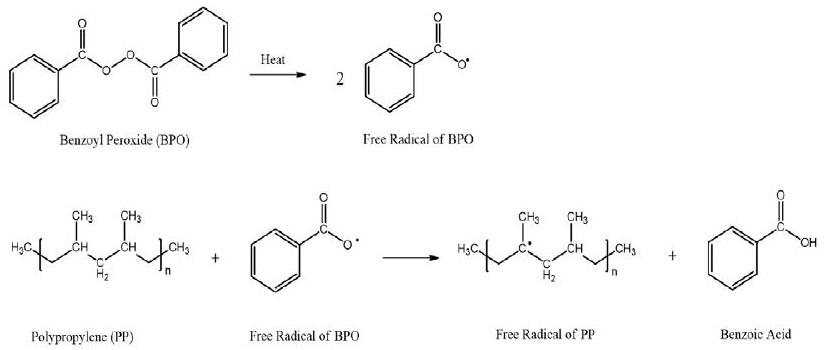 O
C
O
O
C
O
Heat
2
O
C
O•
Benzoyl Peroxide (BPO)
Free Radical of BPO
CH3
CH3
H3C
CH
CH
C
H2
CH3
n
+
O
C
O•
CH3
CH3
H3C
C•
CH
C
H2
CH3
n
+
O
C
OH
Polypropylene (PP)
Free Radical of BPO
Free Radical of PP
Benzoic Acid